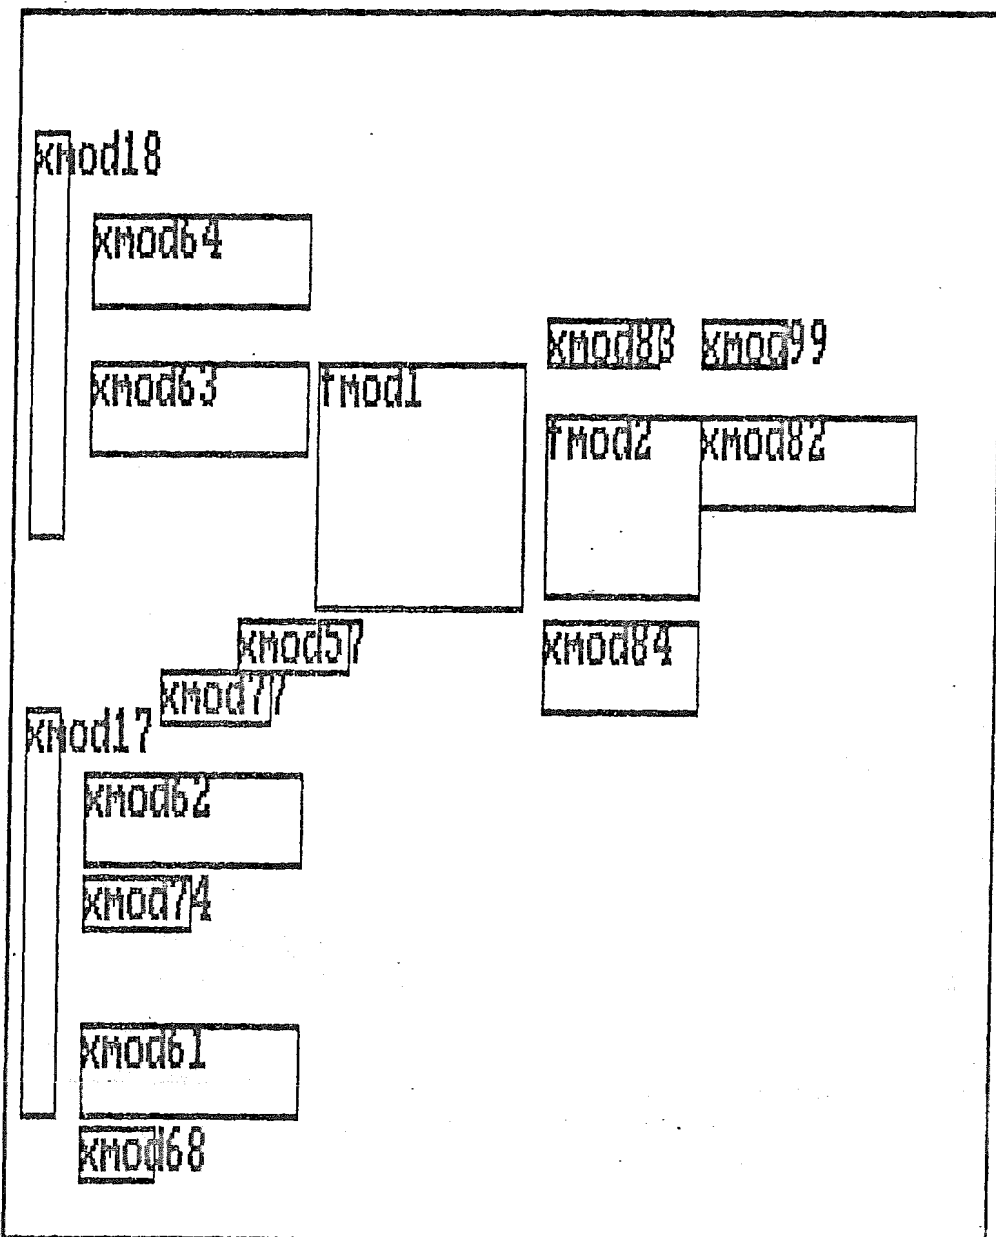 xmod18
xmod64
xmod83 xmod99
xmod63 fmod1
fmod2 xmod82
xmod57 xmod84
xmod77
xmod17
xmod62
xmod74
xmod61
xmod68